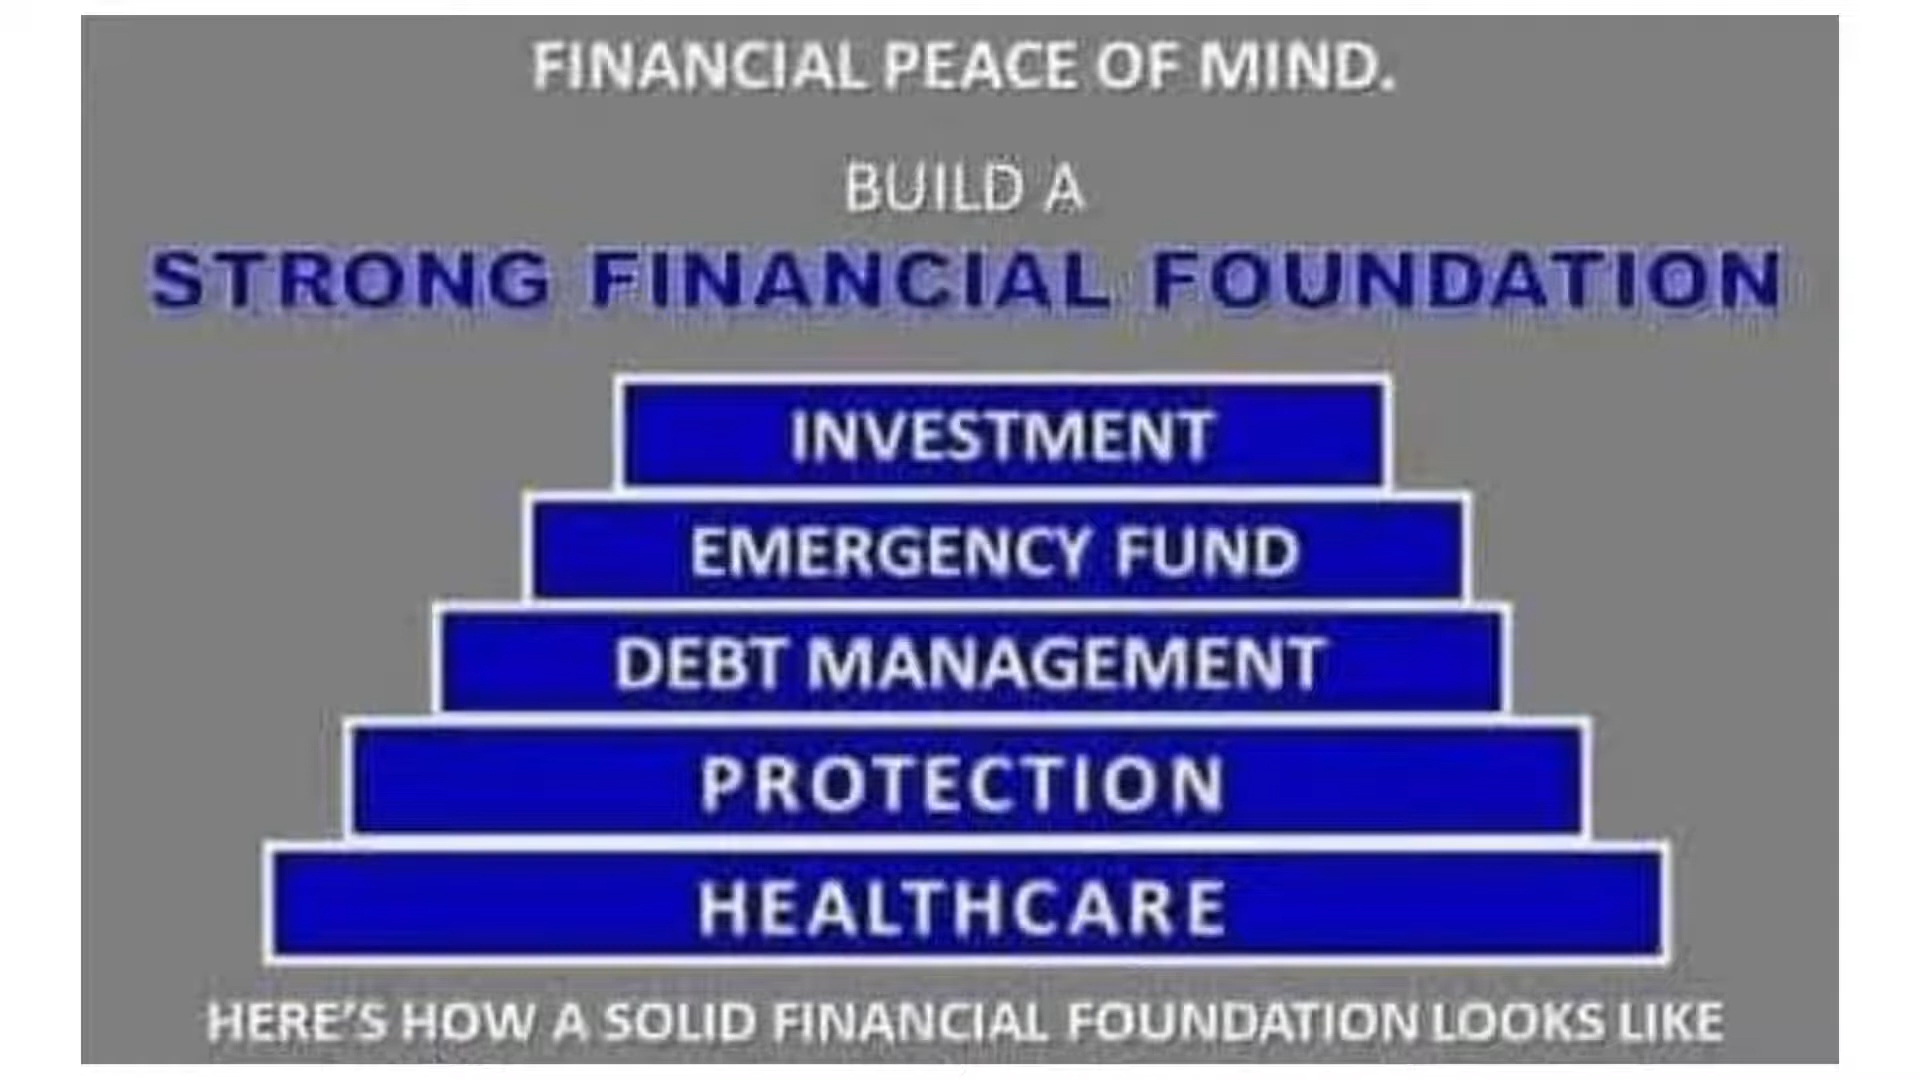 FINANCIAL PEACE OF MIND.
BUILD A
STRONG FINANCIAL FOUNDATION
INVESTMENT
EMERGENCY FUND
DEBT MANAGEMENT
PROTECTION
HEALTHCARE
HERE'S HOW A SOLID FINANCIAL FOUNDATION LOOKS LIKE